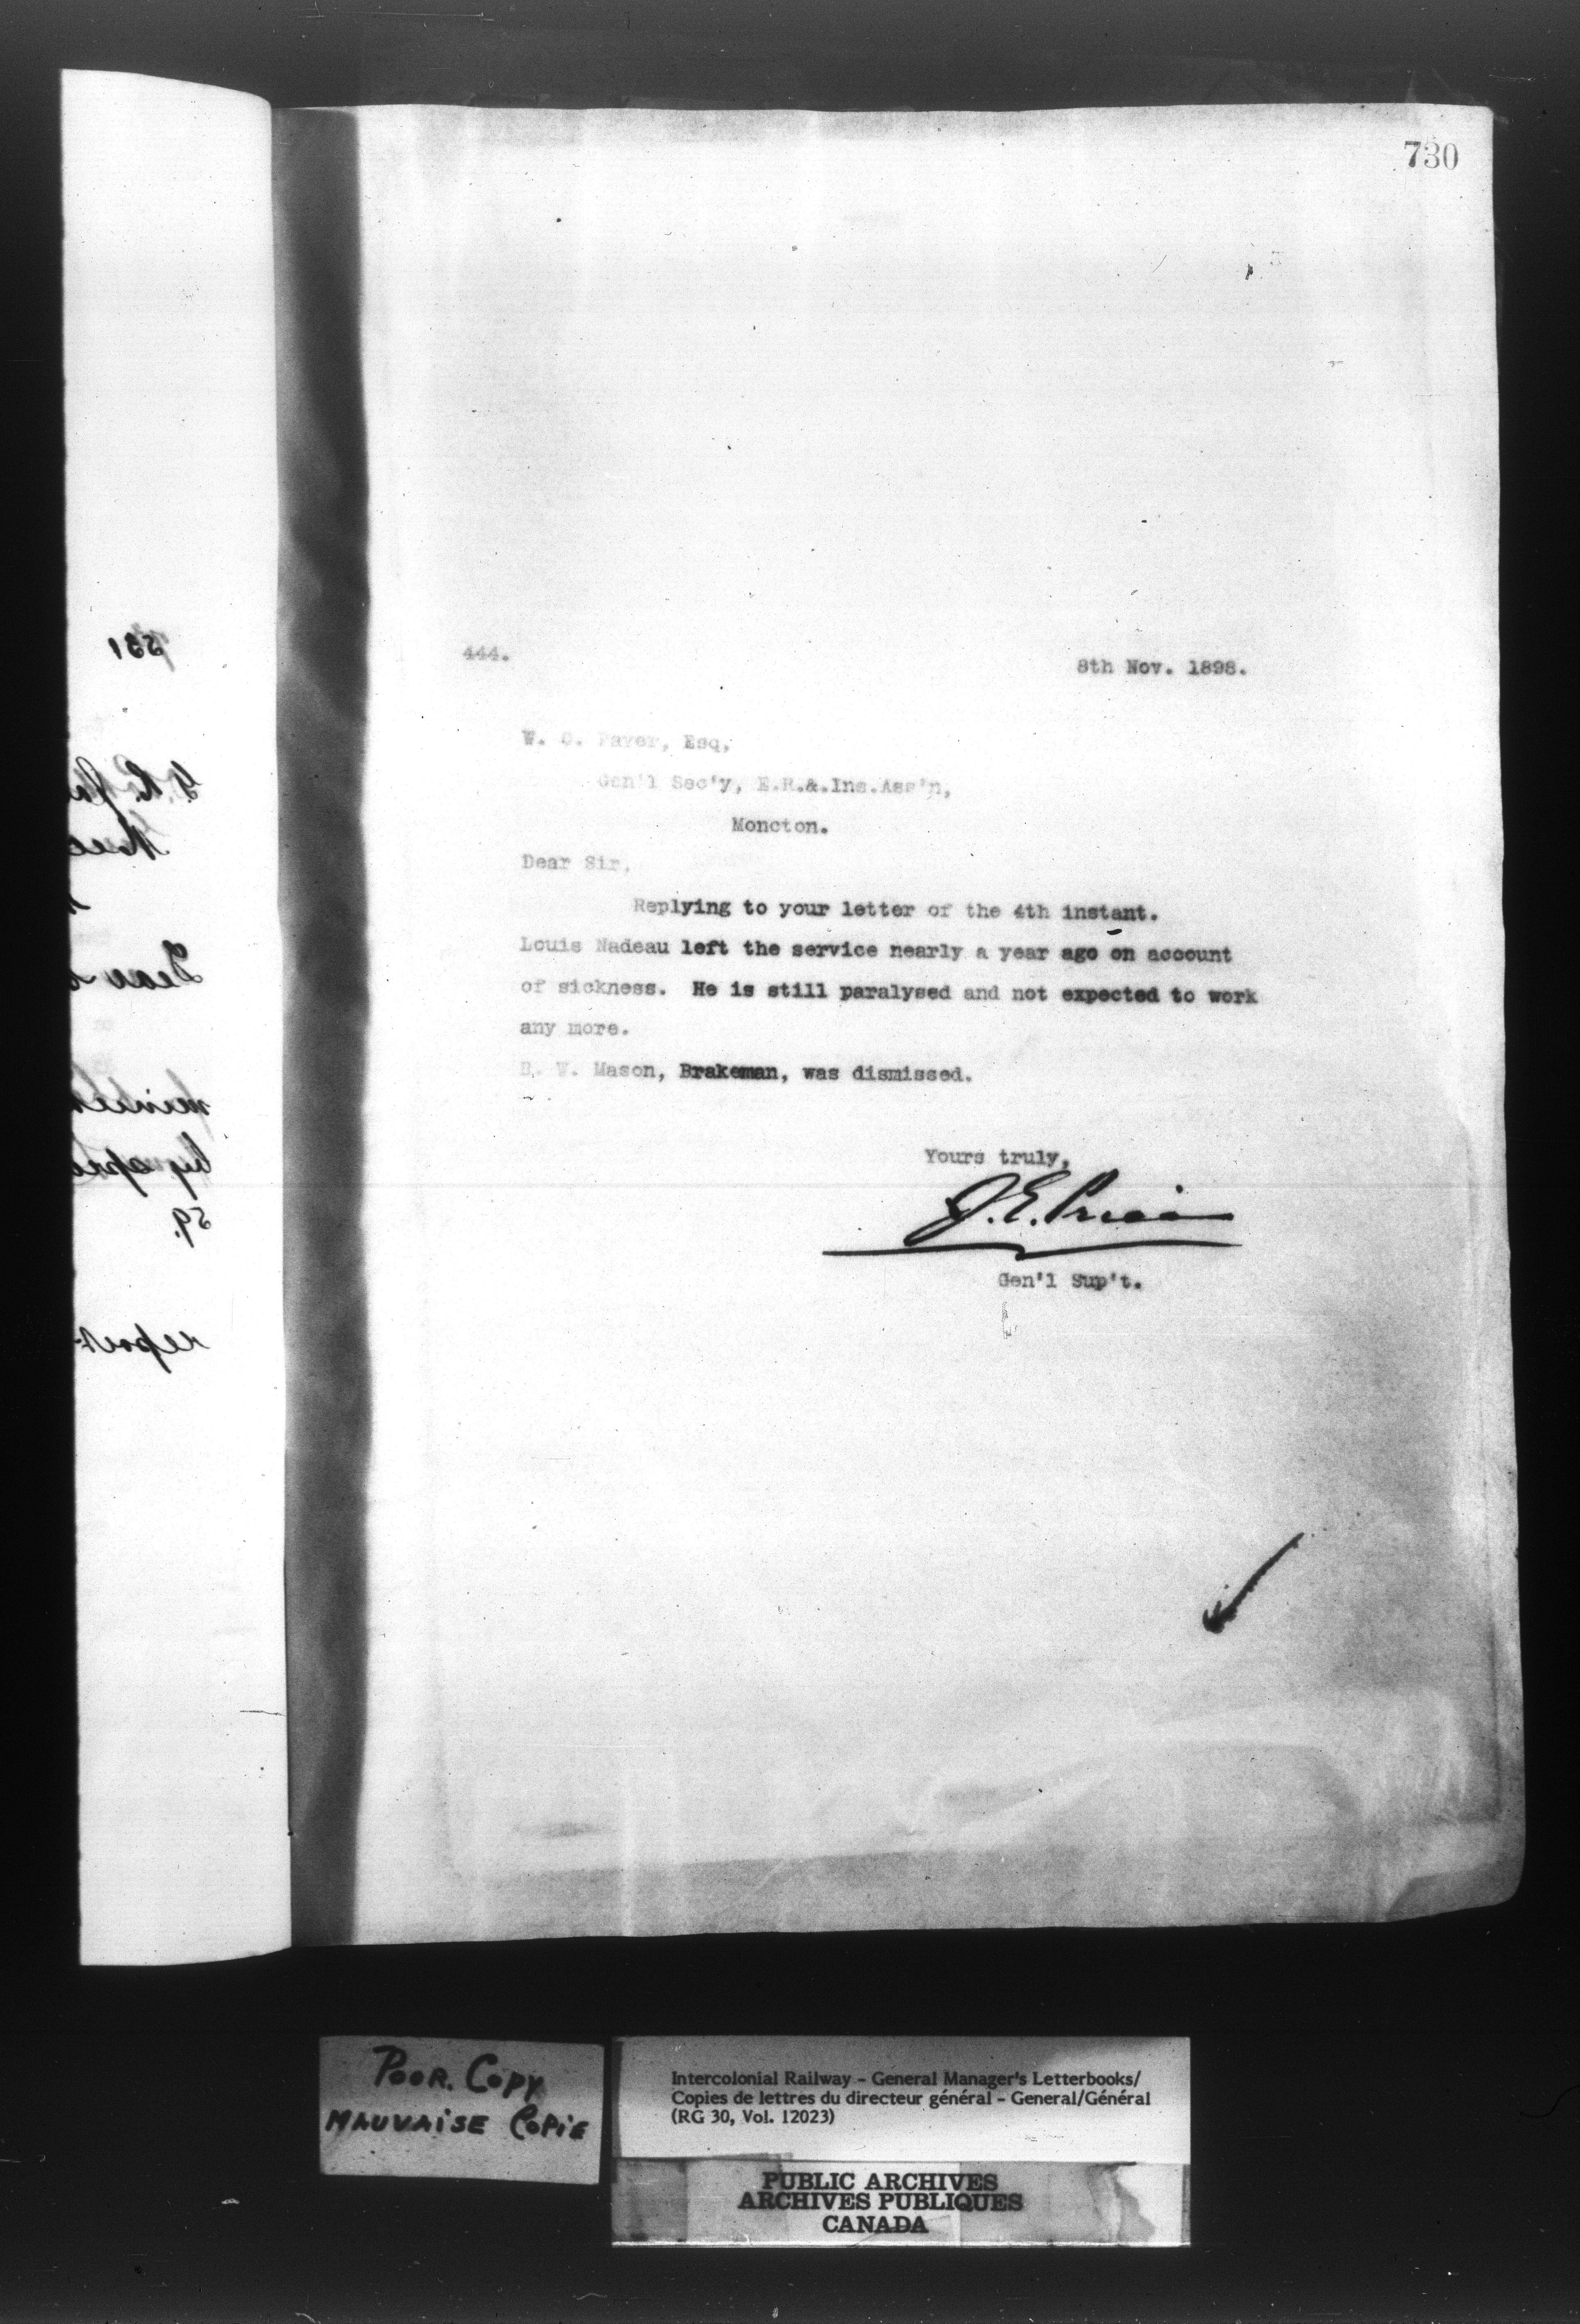 730
444.
8th Nov. 1898.
W. C. Paver, Esq,
Gen'l Sec'y, E.R.&.Ins.Ass'n,
Moncton.
Dear Sir,
Replying to your letter of the 4th instant.
Louis Nadeau left the service nearly a year ago on account
of sickness. He is still paralysed and not expected to work
any more.
W. Mason, Brakeman, was dismissed.
Yours truly,
J. E. Price
Gen'l Sup't.
POOR. COPY
MAUVAISE COPIE
Intercolonial Railway – General Manager's Letterbooks/
Copies de lettres du directeur général – General/Général
(RG 30, Vol. 12023)
PUBLIC ARCHIVES
ARCHIVES PUBLIQUES
CANADA